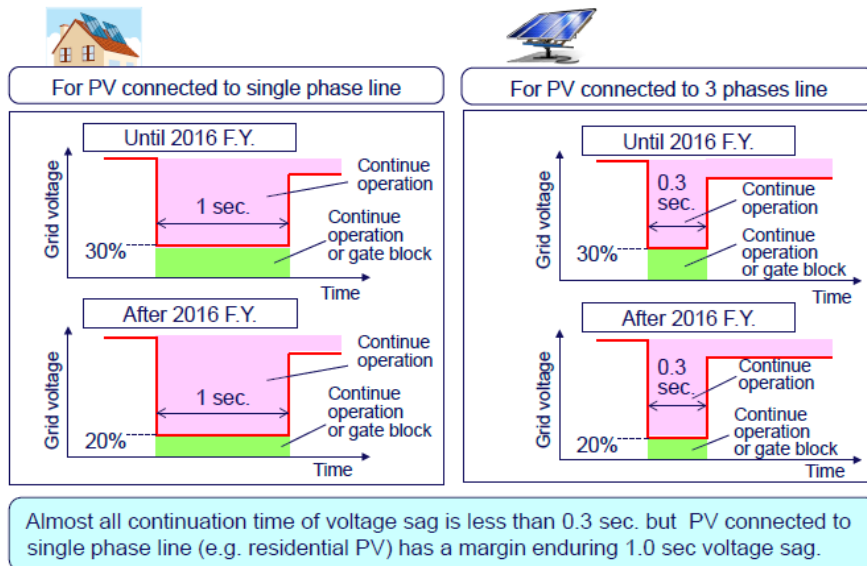 For PV connected to single phase line
Until 2016 F.Y.
Grid voltage
30%
1 sec.
Continue
operation
Continue
operation
or gate block
Time
After 2016 F.Y.
Grid voltage
20%
1 sec.
Continue
operation
Continue
operation
or gate block
Time
For PV connected to 3 phases line
Until 2016 F.Y.
Grid voltage
30%
0.3
sec.
Continue
operation
Continue
operation
or gate block
Time
After 2016 F.Y.
Grid voltage
20%
0.3
sec.
Continue
operation
Continue
operation
or gate block
Time
Almost all continuation time of voltage sag is less than 0.3 sec. but PV connected to
single phase line (e.g. residential PV) has a margin enduring 1.0 sec voltage sag.